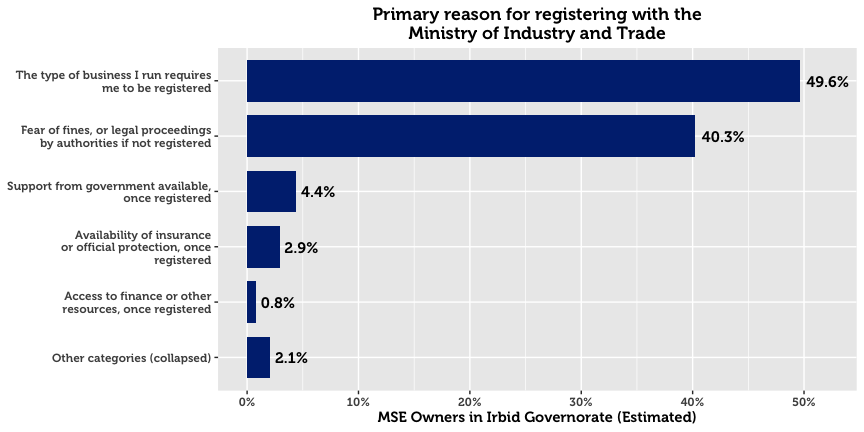 Primary reason for registering with the
Ministry of Industry and Trade
The type of business I run requires
me to be registered
49.6%
Fear of fines, or legal proceedings
by authorities if not registered
40.3%
Support from government available,
once registered
4.4%
Availability of insurance
or official protection, once
registered
2.9%
Access to finance or other
resources, once registered
0.8%
Other categories (collapsed)
2.1%
0% 10% 20% 30% 40% 50%
MSE Owners in Irbid Governorate (Estimated)